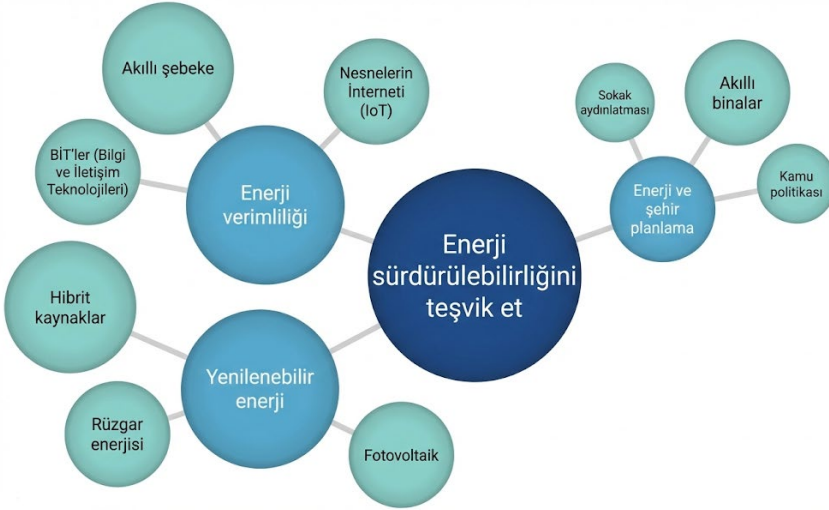 Akıllı şebeke
Nesnelerin
İnterneti
(IoT)
BİT'ler (Bilgi
ve İletişim
Teknolojileri)
Enerji
verimliliği
Sokak
aydınlatması
Akıllı
binalar
Kamu
politikası
Enerji ve
şehir
planlama
Enerji
sürdürülebilirliğini
teşvik et
Hibrit
kaynaklar
Yenilenebilir
enerji
Rüzgar
enerjisi
Fotovoltaik